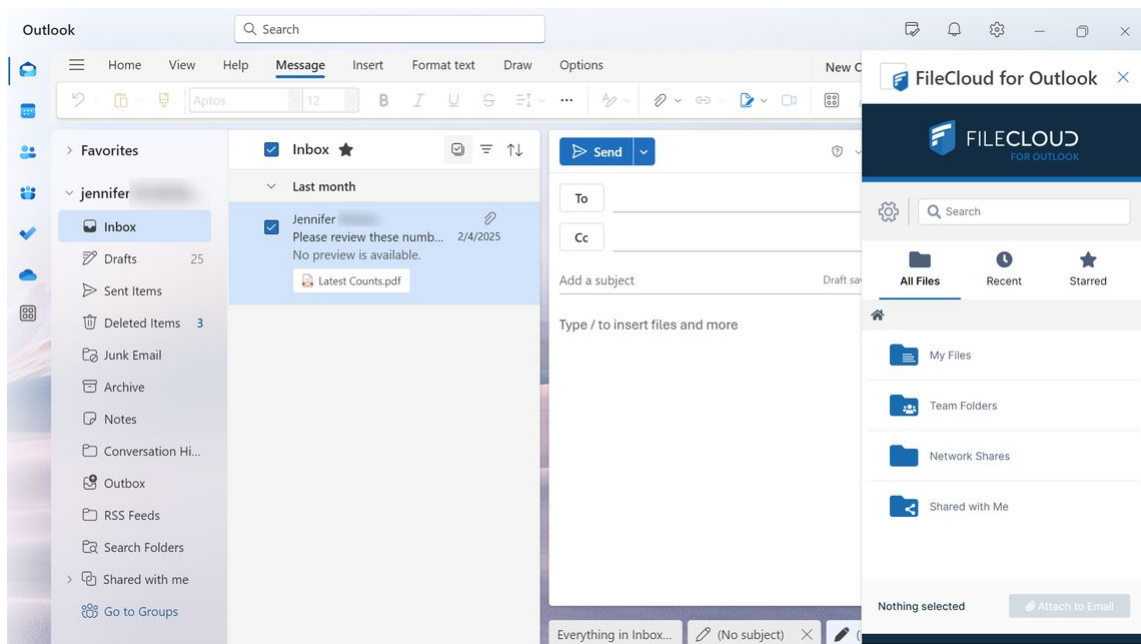 Outlook
Search
Home View Help Message Insert Format text Draw Options
New C
Aptos 12 B I U S
Favorites
jennifer
Inbox
Drafts 25
Sent Items
Deleted Items 3
Junk Email
Archive
Notes
Conversation Hi...
Outbox
RSS Feeds
Search Folders
Shared with me
Go to Groups
Inbox
Last month
Jennifer
Please review these numb... 2/4/2025
No preview is available.
Latest Counts.pdf
Send
To
Cc
Add a subject
Draft sa
Type / to insert files and more
Everything in Inbox...
(No subject)
(
FileCloud for Outlook
FILECLOUD
FOR OUTLOOK
Search
All Files Recent Starred
My Files
Team Folders
Network Shares
Shared with Me
Nothing selected
Attach to Email